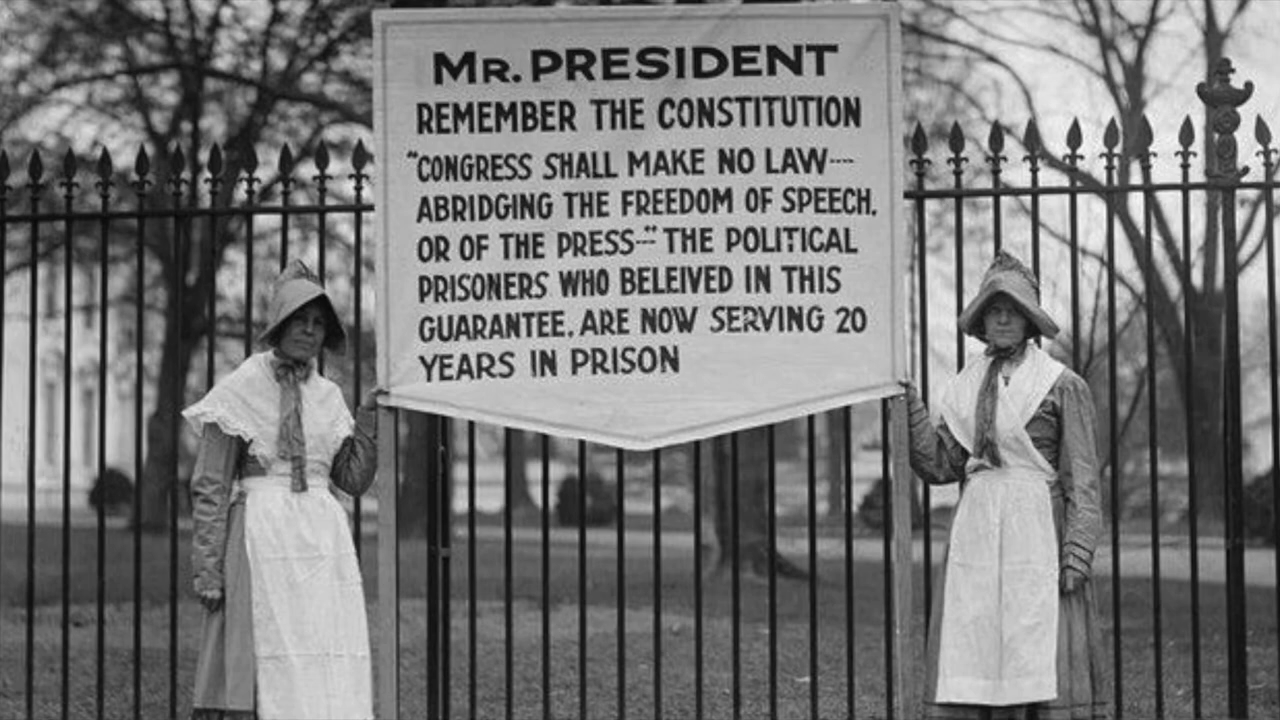 MR. PRESIDENT
REMEMBER THE CONSTITUTION
"CONGRESS SHALL MAKE NO LAW----
ABRIDGING THE FREEDOM OF SPEECH,
OR OF THE PRESS--" THE POLITICAL
PRISONERS WHO BELEIVED IN THIS
GUARANTEE, ARE NOW SERVING 20
YEARS IN PRISON